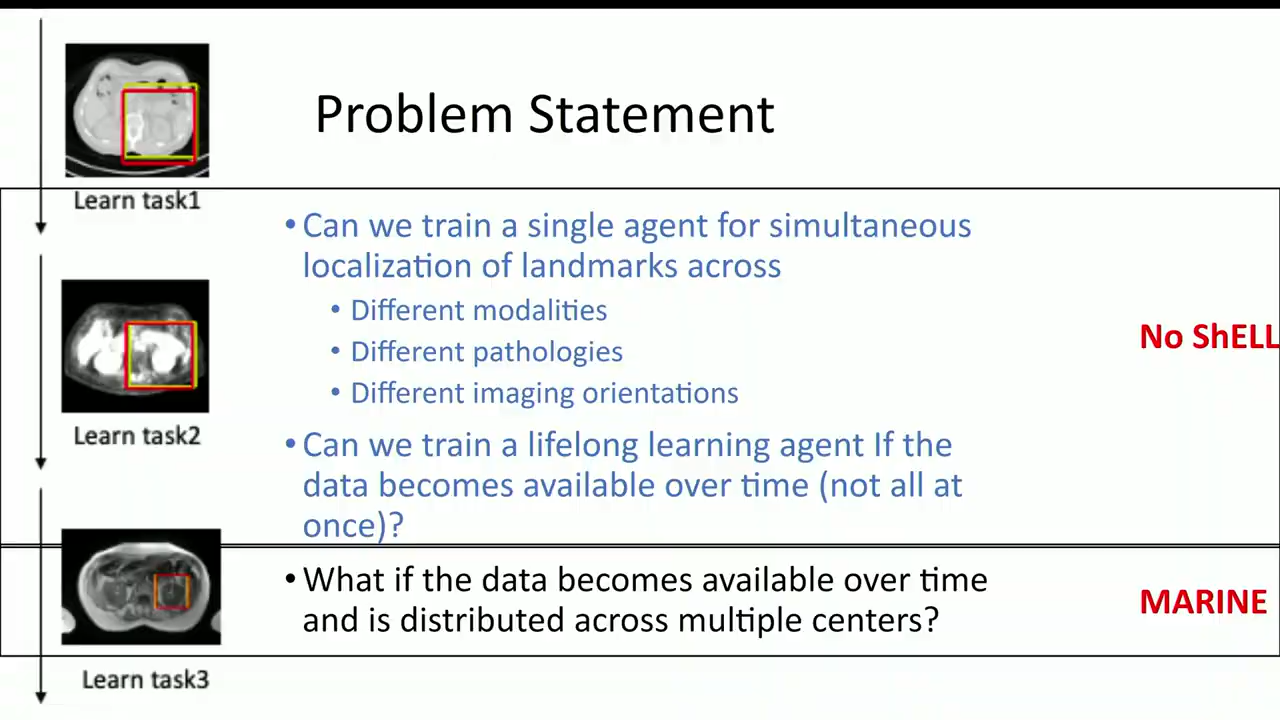 Problem Statement
Learn task1
• Can we train a single agent for simultaneous
localization of landmarks across
• Different modalities
• Different pathologies
• Different imaging orientations
No ShELL
Learn task2
• Can we train a lifelong learning agent If the
data becomes available over time (not all at
once)?
• What if the data becomes available over time
and is distributed across multiple centers?
MARINE
Learn task3